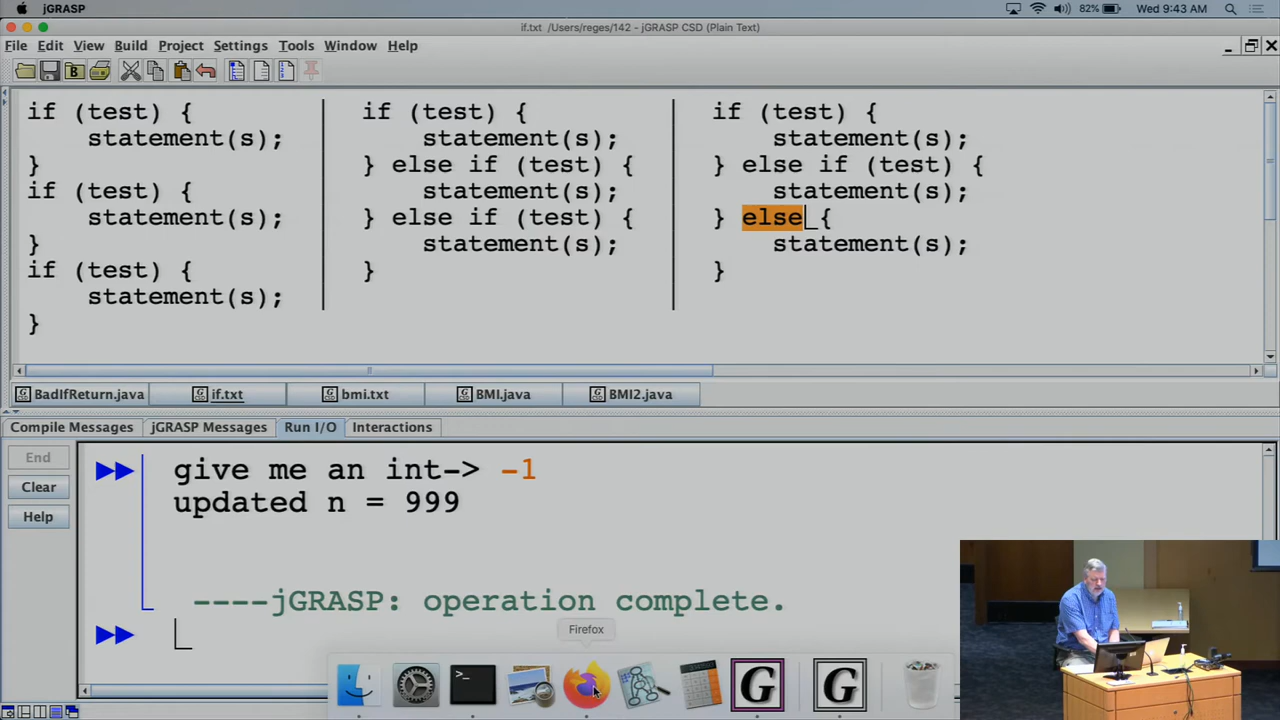 jGRASP
82%
Wed 9:43 AM
if.txt /Users/reges/142 - jGRASP CSD (Plain Text)
File Edit View Build Project Settings Tools Window Help
if (test) {
    statement(s);
}
if (test) {
    statement(s);
}
if (test) {
    statement(s);
}
if (test) {
    statement(s);
} else if (test) {
    statement(s);
} else if (test) {
    statement(s);
}
if (test) {
    statement(s);
} else if (test) {
    statement(s);
} else {
    statement(s);
}
BadIfReturn.java if.txt bmi.txt BMI.java BMI2.java
Compile Messages jGRASP Messages Run I/O Interactions
End
Clear
Help
give me an int-> -1
updated n = 999
----jGRASP: operation complete.
Firefox